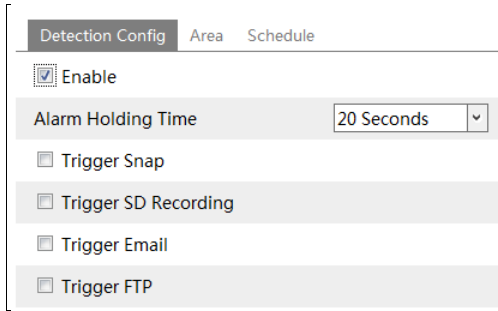 Detection Config Area Schedule
Enable
Alarm Holding Time 20 Seconds
Trigger Snap
Trigger SD Recording
Trigger Email
Trigger FTP